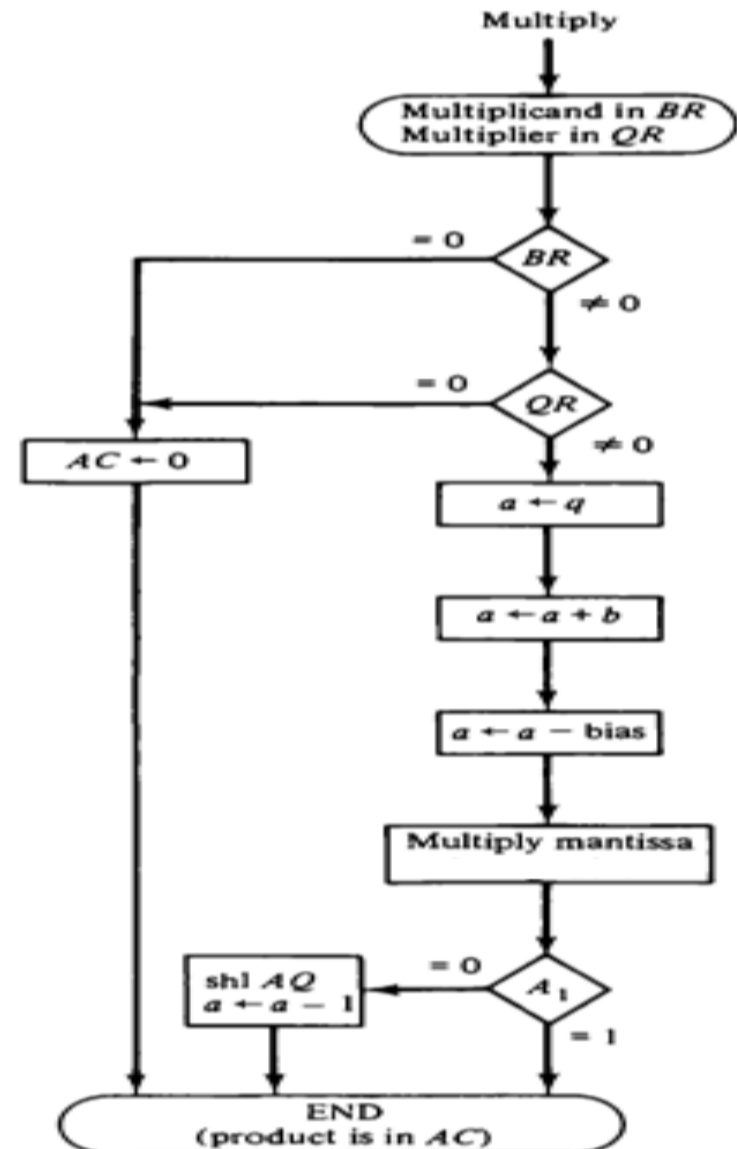 Multiply
Multiplicand in BR
Multiplier in QR
= 0
BR
≠ 0
= 0
QR
≠ 0
AC ← 0
a ← q
a ← a + b
a ← a − bias
Multiply mantissa
shl AQ
a ← a − 1
= 0
A₁
= 1
END
(product is in AC)